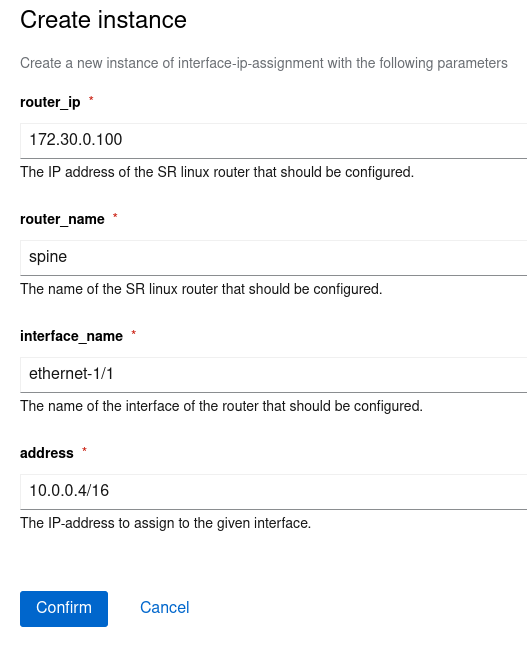 Create instance
Create a new instance of interface-ip-assignment with the following parameters
router_ip *
172.30.0.100
The IP address of the SR linux router that should be configured.
router_name *
spine
The name of the SR linux router that should be configured.
interface_name *
ethernet-1/1
The name of the interface of the router that should be configured.
address *
10.0.0.4/16
The IP-address to assign to the given interface.
Confirm Cancel